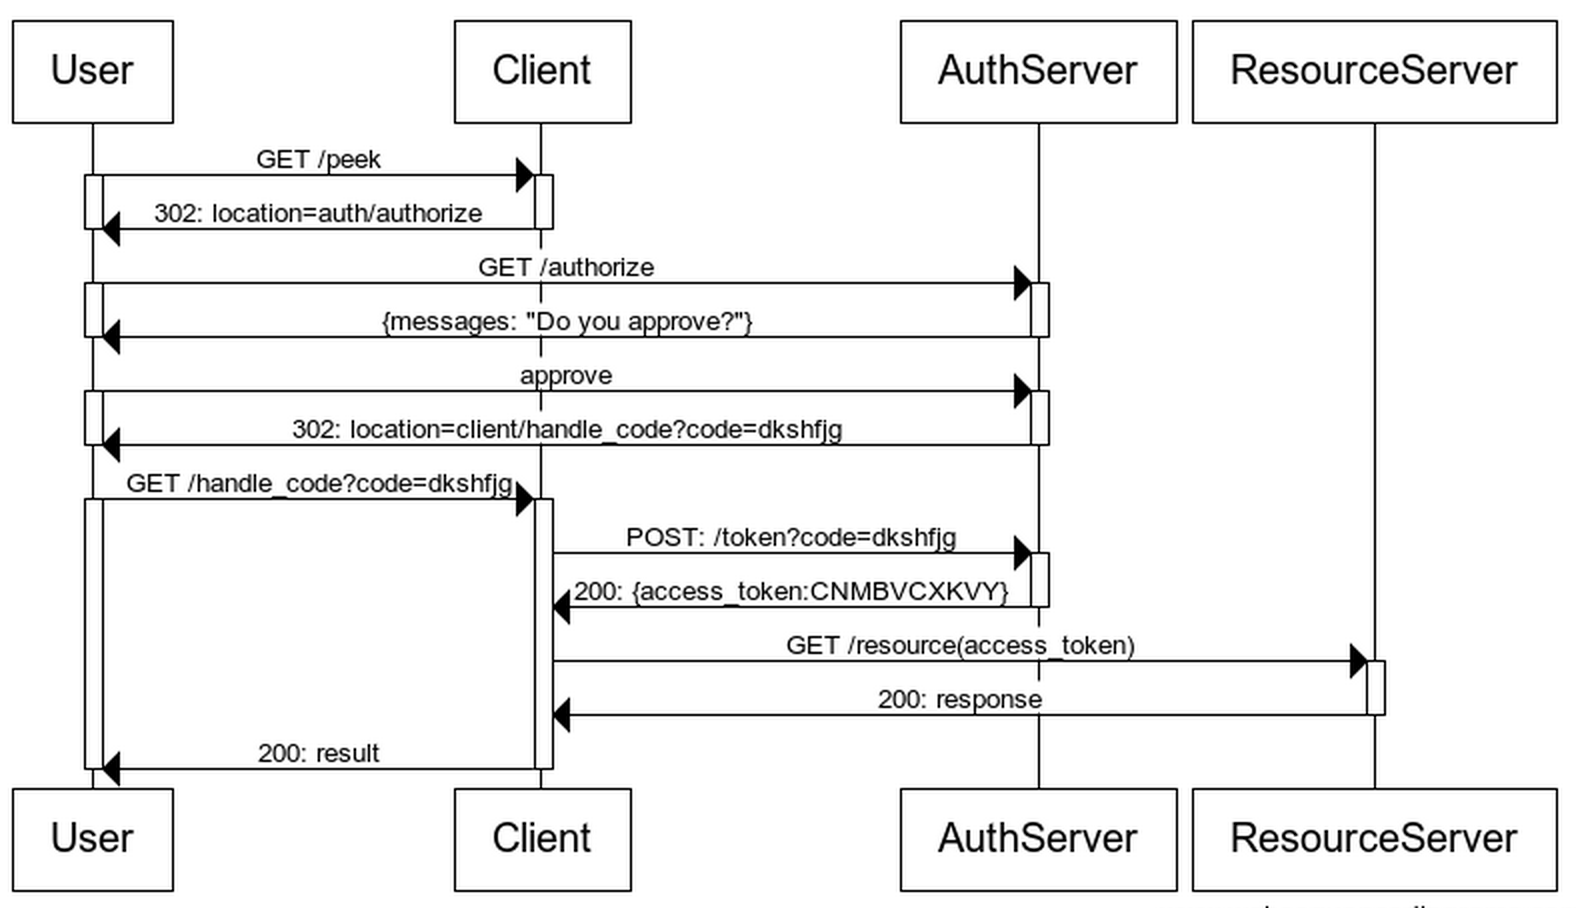 User Client AuthServer ResourceServer
GET /peek
302: location=auth/authorize
GET /authorize
{messages: "Do you approve?"}
approve
302: location=client/handle_code?code=dkshfjg
GET /handle_code?code=dkshfjg
POST: /token?code=dkshfjg
200: {access_token:CNMBVCXKVY}
GET /resource(access_token)
200: response
200: result
User Client AuthServer ResourceServer